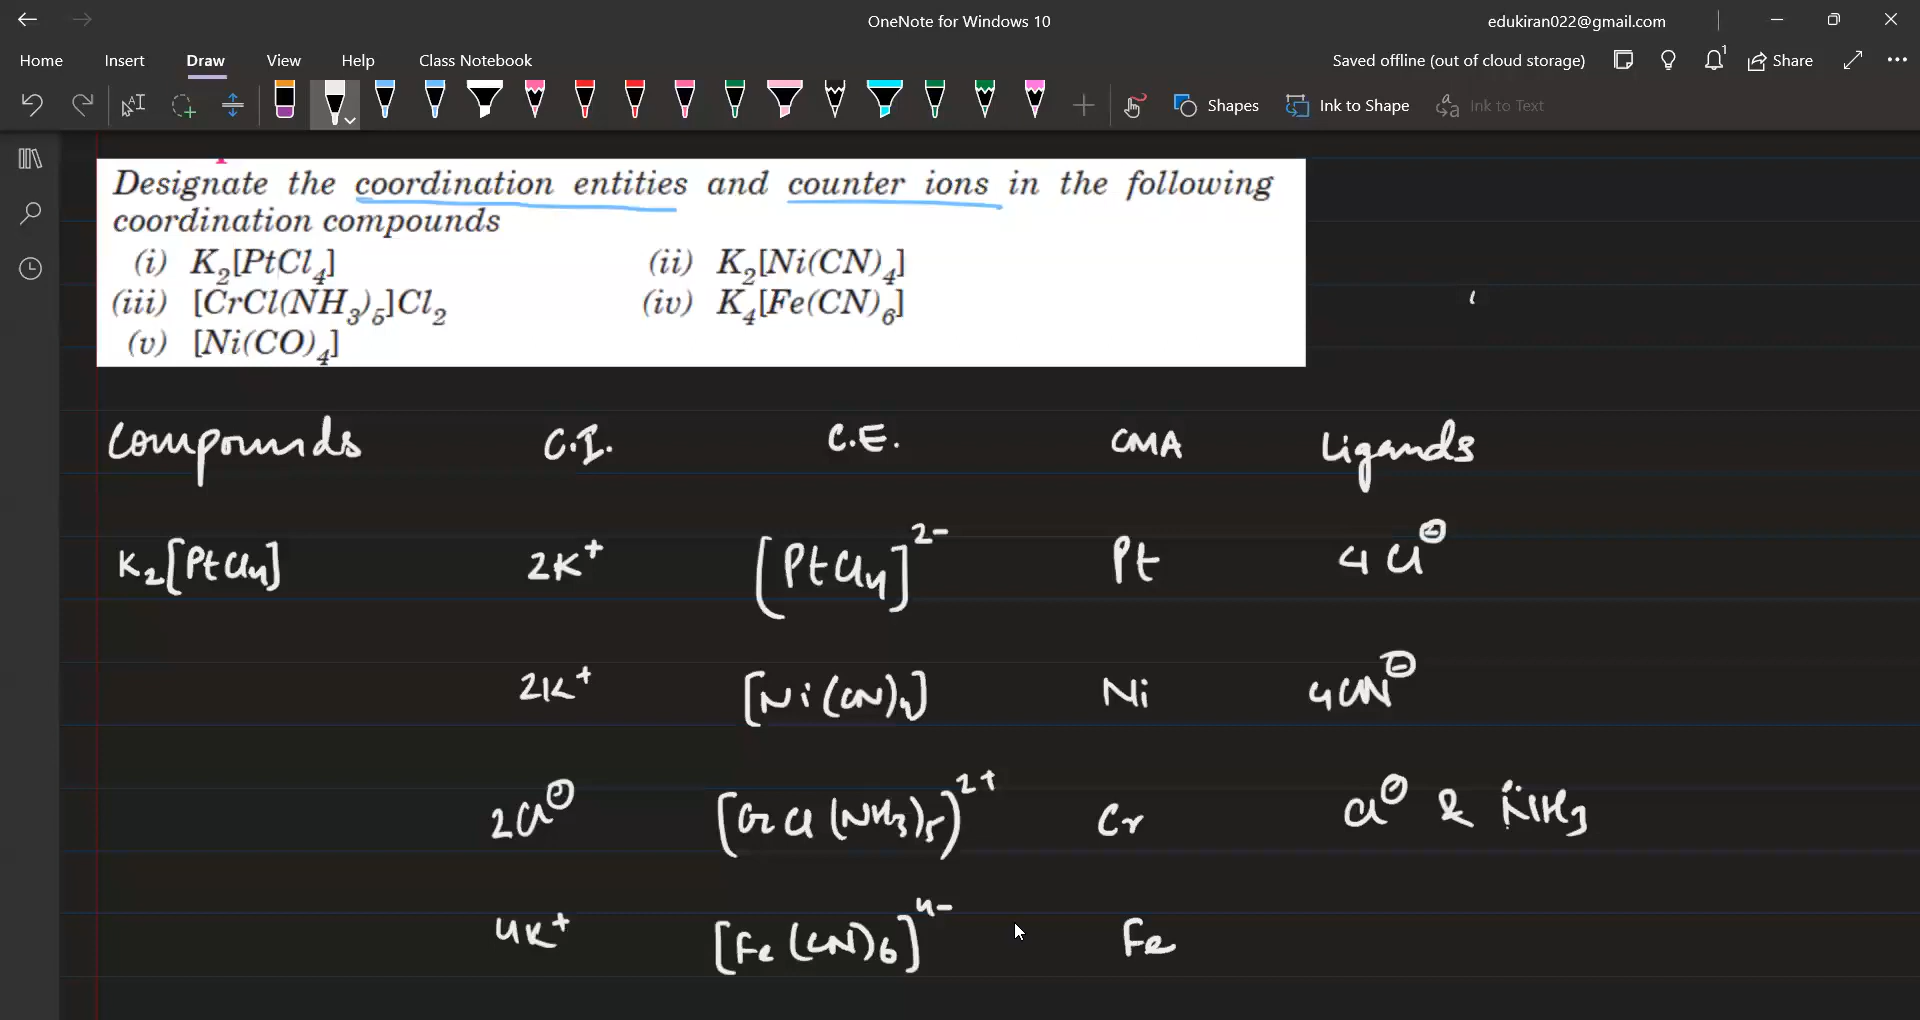 OneNote for Windows 10
edukiran022@gmail.com
Home Insert Draw View Help Class Notebook
Saved offline (out of cloud storage) 1 Share
Shapes Ink to Shape Ink to Text
Designate the coordination entities and counter ions in the following
coordination compounds
(i) K₂[PtCl₄] (ii) K₂[Ni(CN)₄]
(iii) [CrCl(NH₃)₅]Cl₂ (iv) K₄[Fe(CN)₆]
(v) [Ni(CO)₄]
Compounds C.I. C.E. CMA Ligands
K₂[PtCl₄] 2K⁺ [PtCl₄]²⁻ Pt 4Cl⊖
2K⁺ [Ni(CN)₄] Ni 4CN⊖
2Cl⊖ [CrCl(NH₃)₅)²⁺ Cr Cl⊖ & N̈H₃
4K⁺ [Fe(CN)₆]⁴⁻ Fe